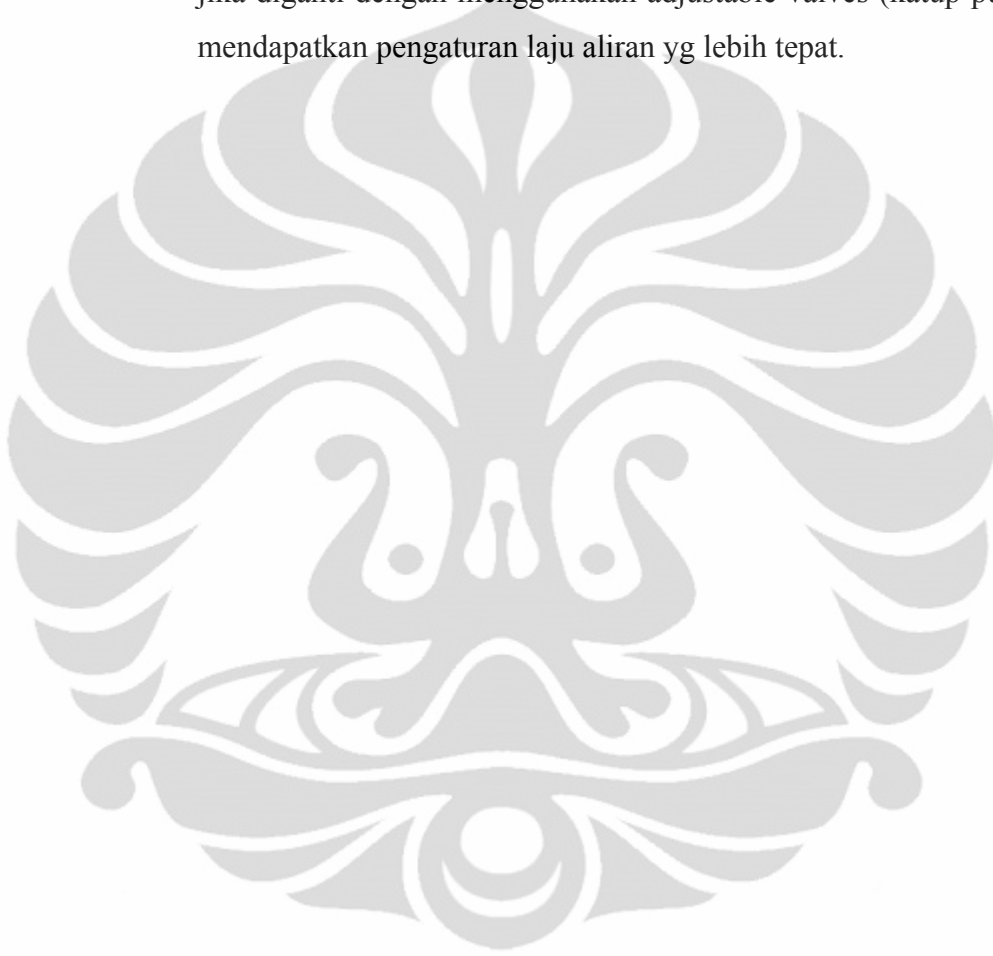 jika diganti dengan menggunakan adjustable valves (katup
mendapatkan pengaturan laju aliran yg lebih tepat.